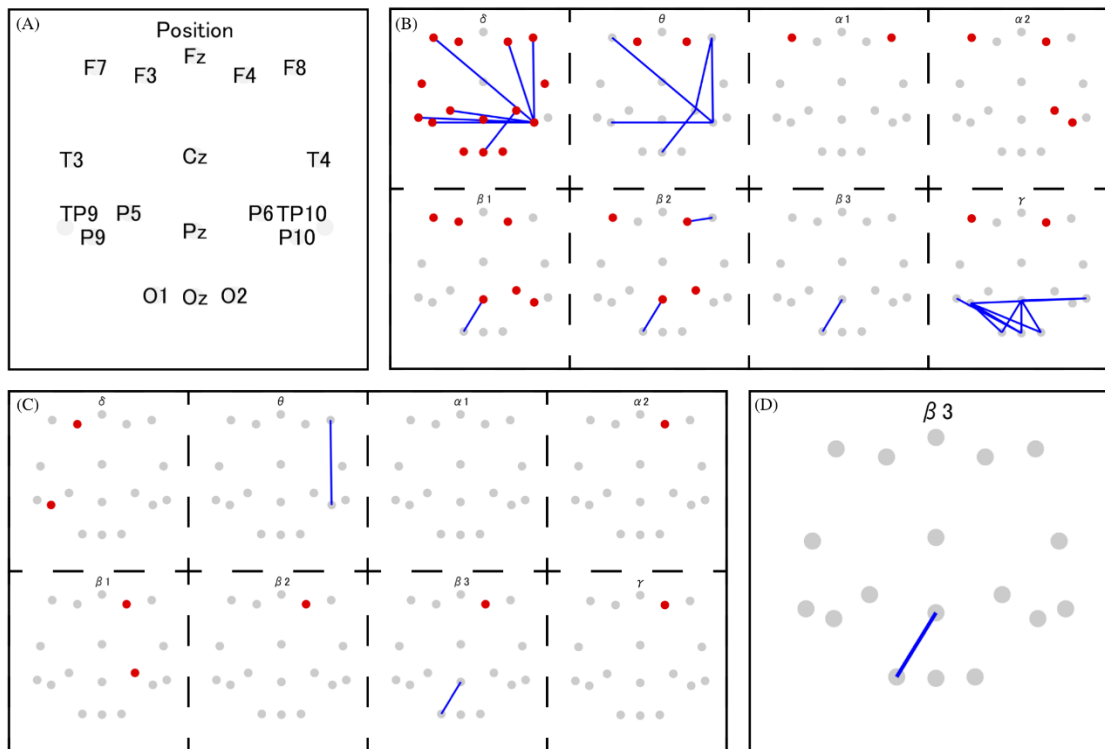 (A)
Position
Fz
F7 F3 F4 F8
T3 Cz T4
TP9 P5 P6 TP10
P9 Pz P10
O1 Oz O2
(B)
δ θ α1 α2
β1 β2 β3 γ
(C)
δ θ α1 α2
β1 β2 β3 γ
(D)
β3